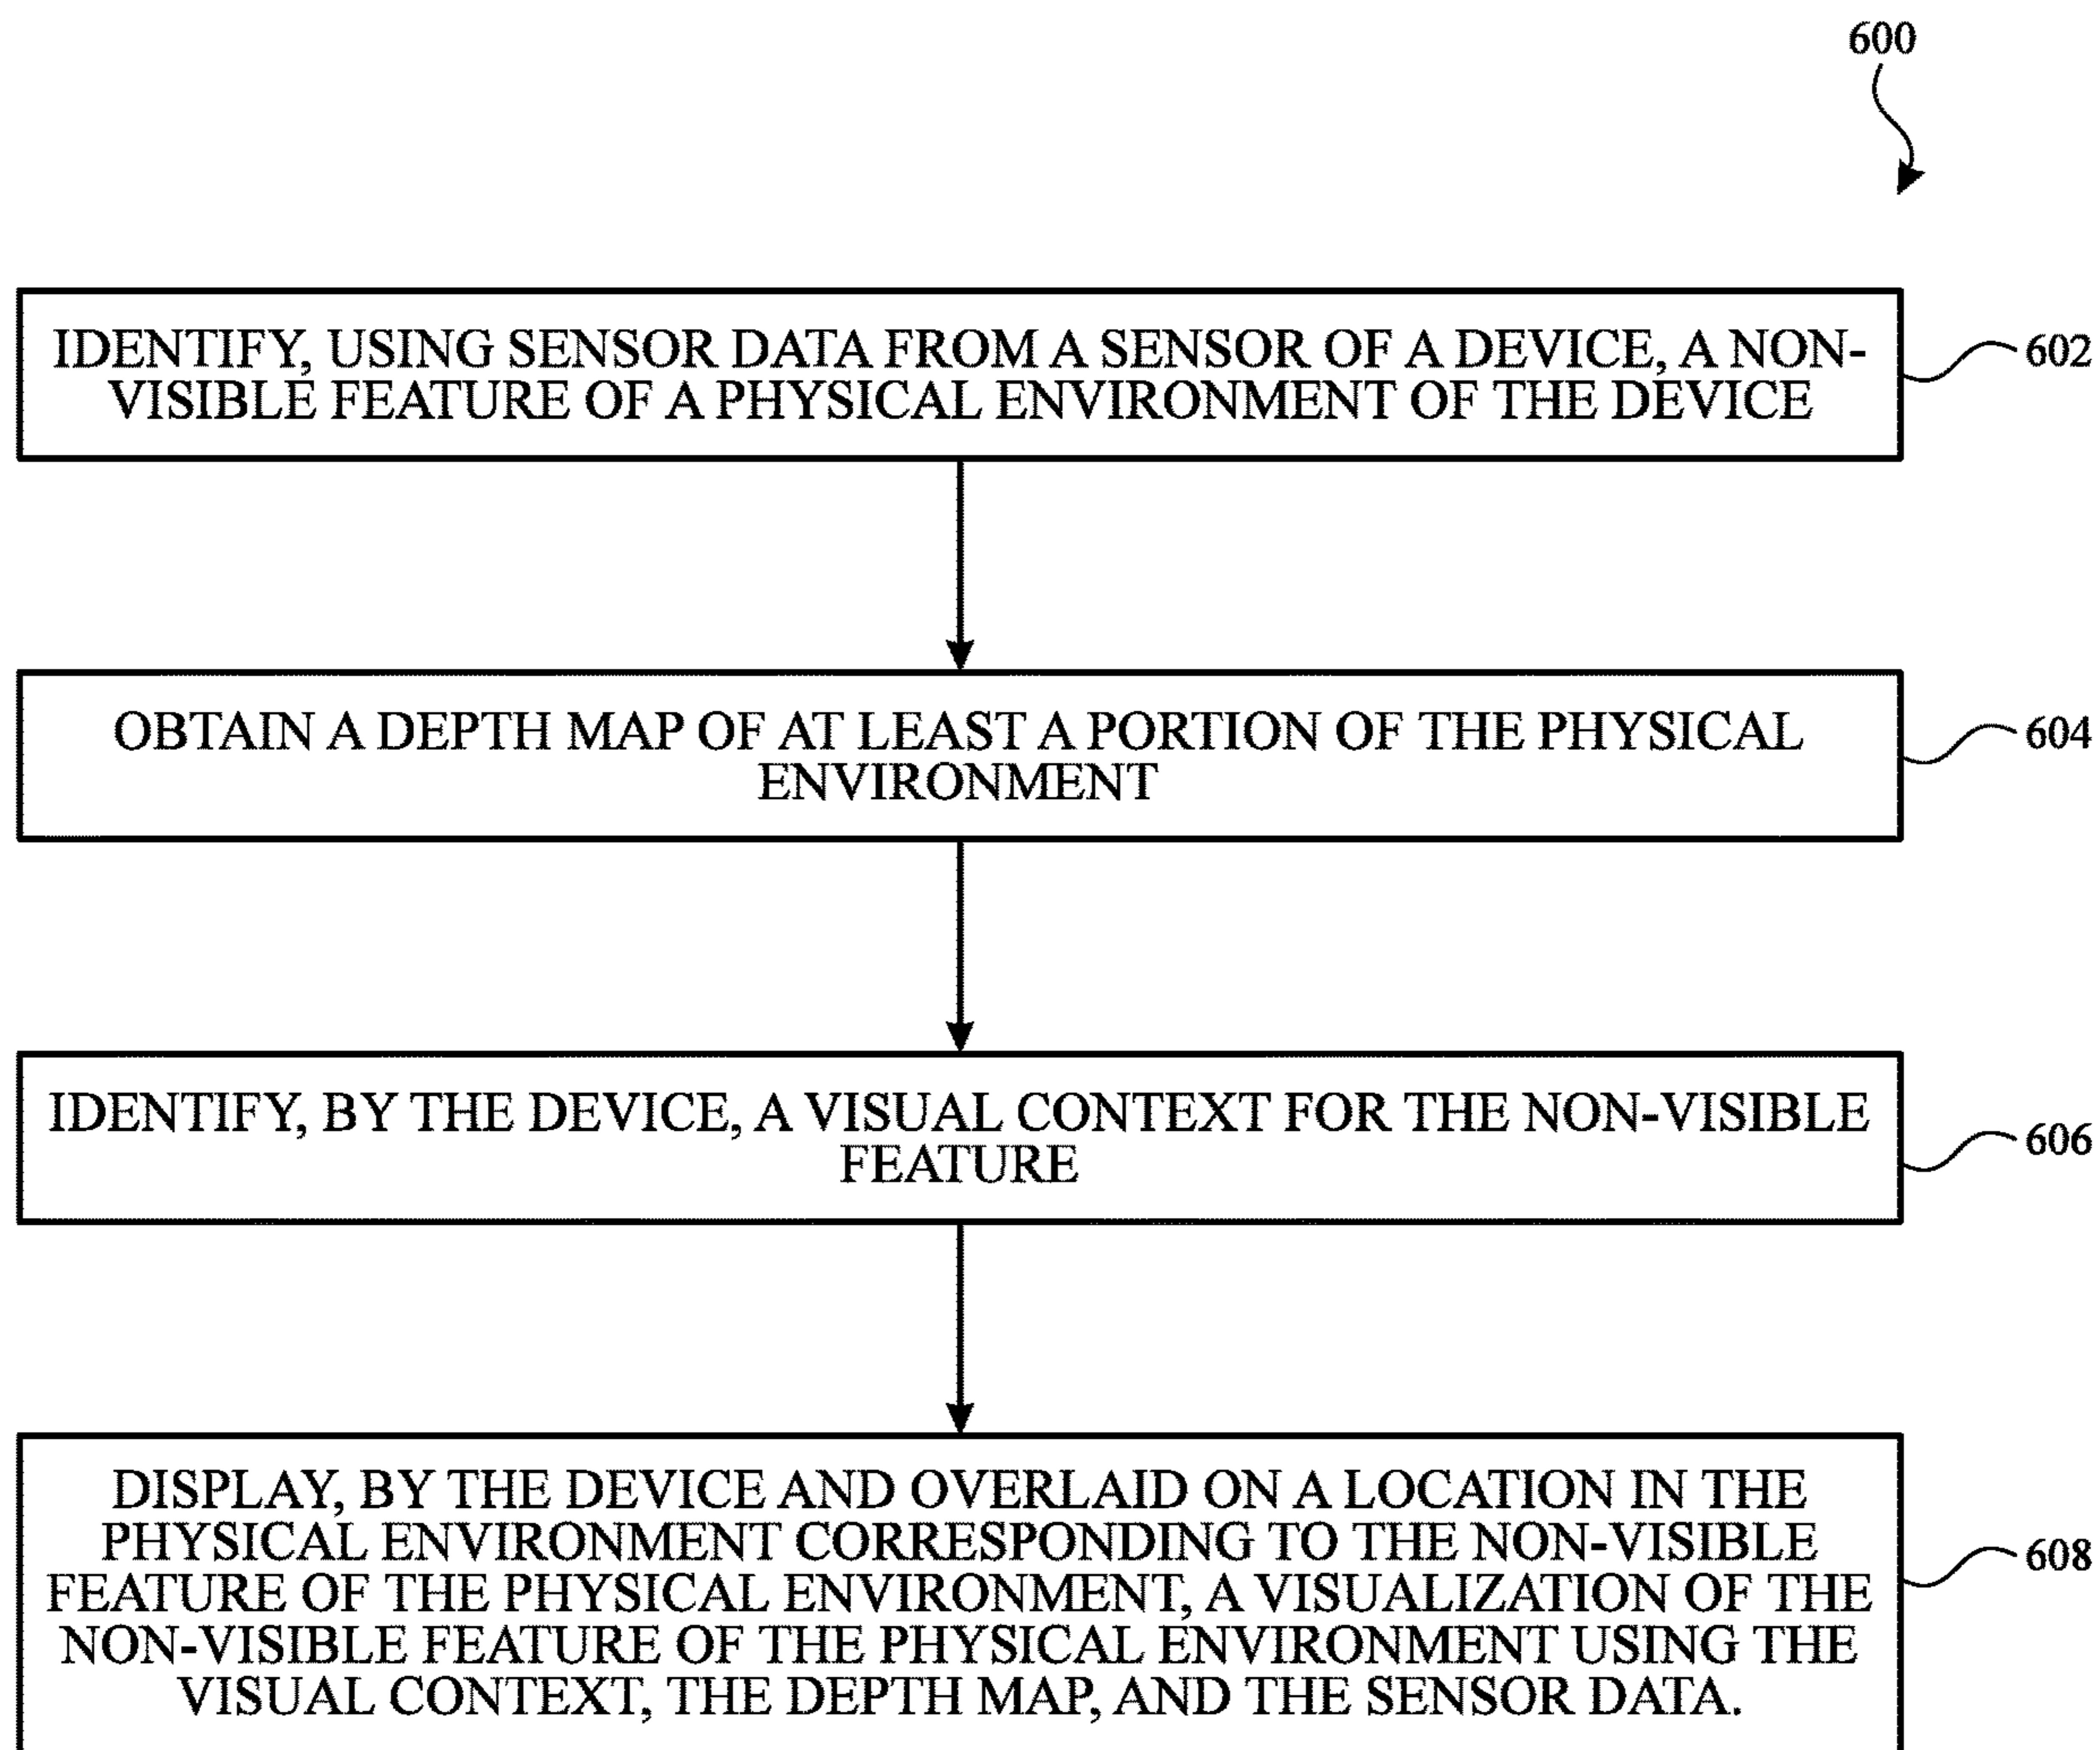 600
IDENTIFY, USING SENSOR DATA FROM A SENSOR OF A DEVICE, A NON-
VISIBLE FEATURE OF A PHYSICAL ENVIRONMENT OF THE DEVICE
602
OBTAIN A DEPTH MAP OF AT LEAST A PORTION OF THE PHYSICAL
ENVIRONMENT
604
IDENTIFY, BY THE DEVICE, A VISUAL CONTEXT FOR THE NON-VISIBLE
FEATURE
606
DISPLAY, BY THE DEVICE AND OVERLAID ON A LOCATION IN THE
PHYSICAL ENVIRONMENT CORRESPONDING TO THE NON-VISIBLE
FEATURE OF THE PHYSICAL ENVIRONMENT, A VISUALIZATION OF THE
NON-VISIBLE FEATURE OF THE PHYSICAL ENVIRONMENT USING THE
VISUAL CONTEXT, THE DEPTH MAP, AND THE SENSOR DATA.
608